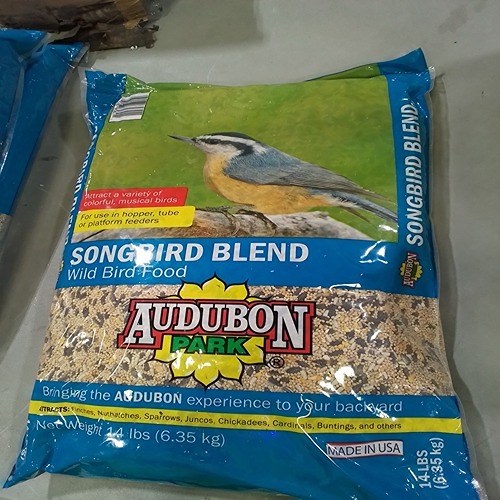 Attract a variety of
colorful, musical birds
For use in hopper, tube
or platform feeders
SONGBIRD BLEND
Wild Bird Food
AUDUBON
PARK
®
Bringing the AUDUBON experience to your backyard
ATTRACTS: Finches, Nuthatches, Sparrows, Juncos, Chickadees, Cardinals, Buntings, and others
Net Weight 14 lbs (6.35 kg)
MADE IN USA
SONGBIRD BLEND
AUDUBON
14-LBS
(6.35 kg)